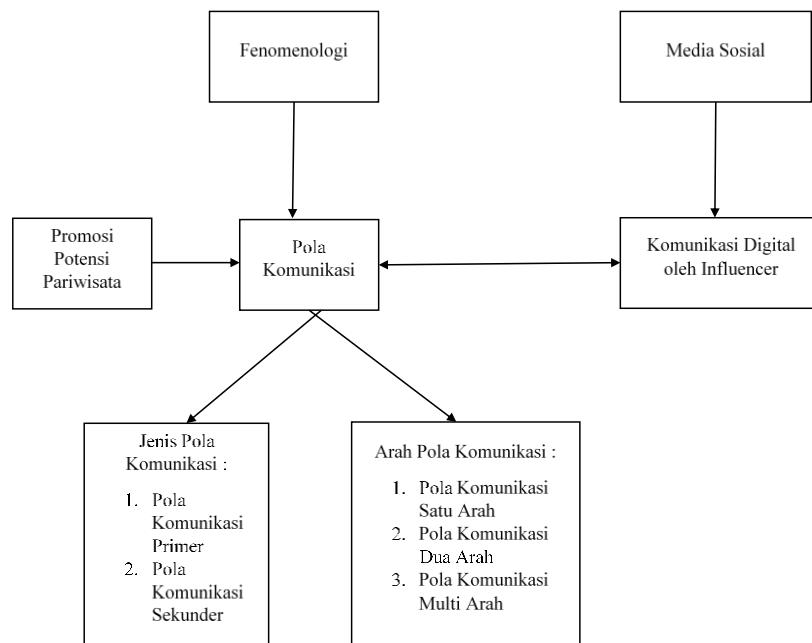 Fenomenologi
Media Sosial
Promosi
Potensi
Pariwisata
Pola
Komunikasi
Komunikasi Digital
oleh Influencer
Jenis Pola
Komunikasi :
1. Pola
Komunikasi
Primer
2. Pola
Komunikasi
Sekunder
Arah Pola Komunikasi :
1. Pola Komunikasi
Satu Arah
2. Pola Komunikasi
Dua Arah
3. Pola Komunikasi
Multi Arah